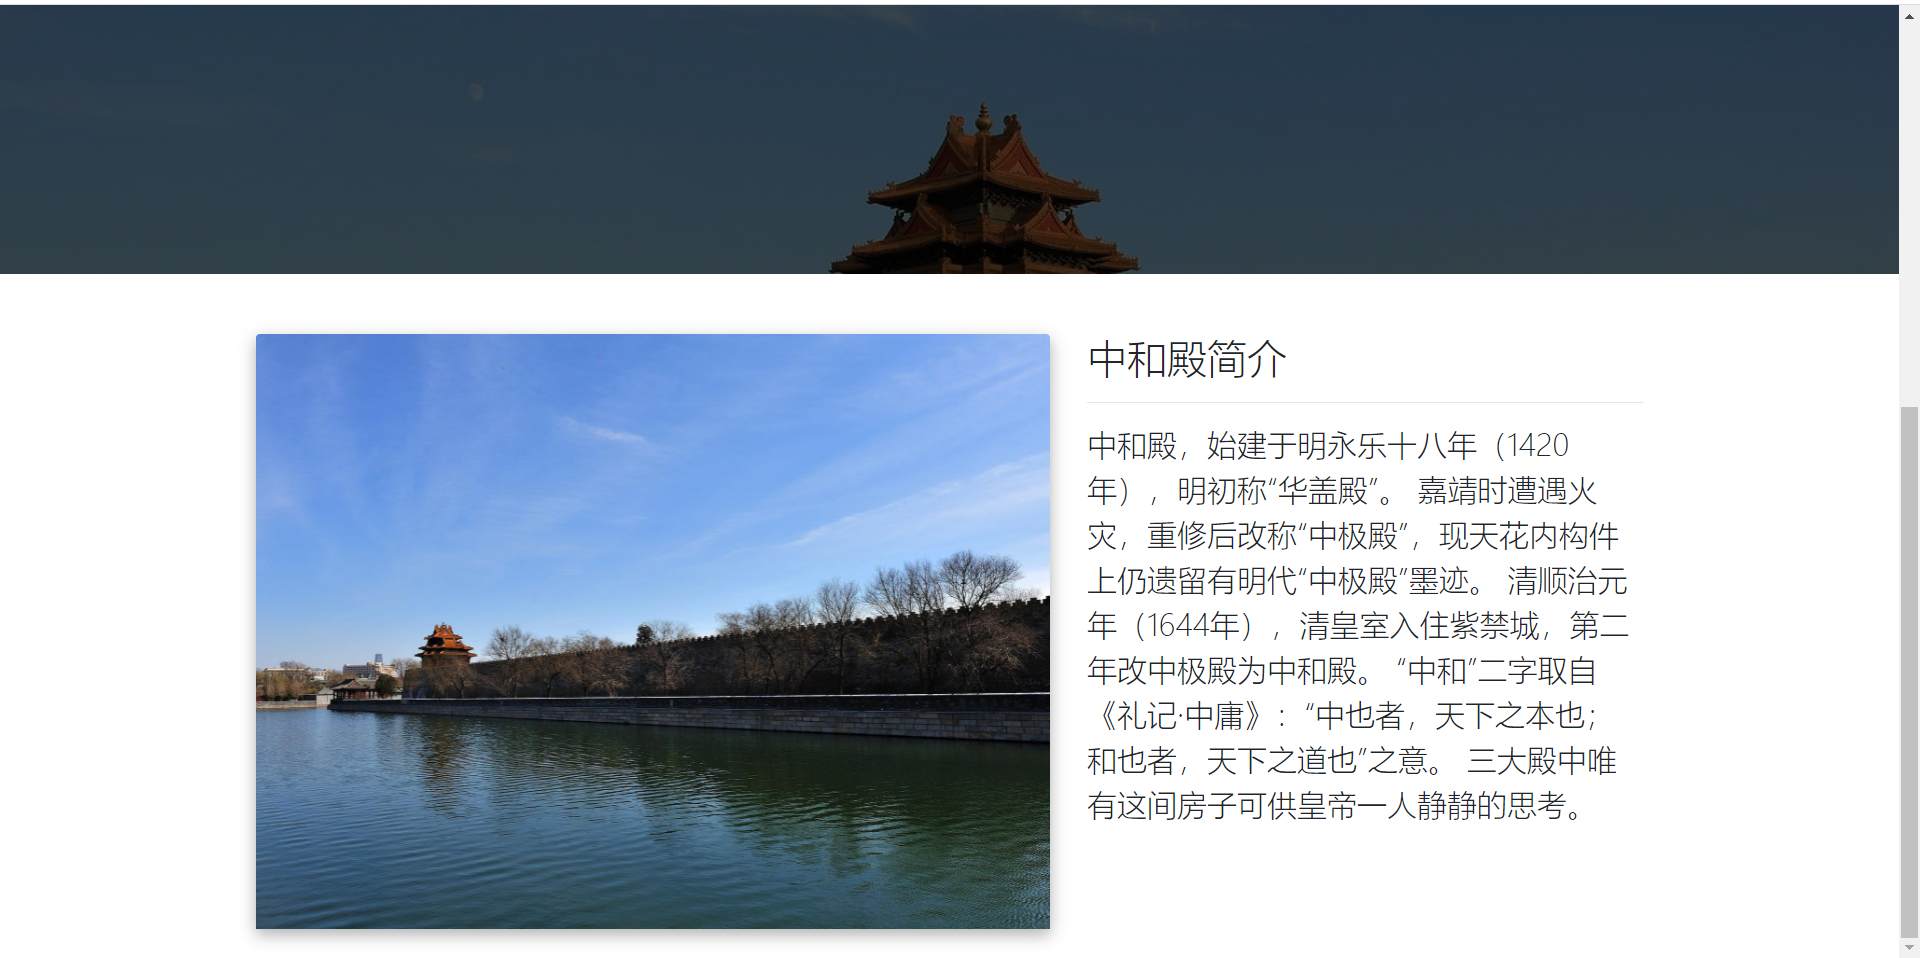 中和殿简介
中和殿，始建于明永乐十八年（1420
年），明初称“华盖殿”。 嘉靖时遭遇火
灾，重修后改称“中极殿”，现天花内构件
上仍遗留有明代“中极殿”墨迹。 清顺治元
年（1644年），清皇室入住紫禁城，第二
年改中极殿为中和殿。 “中和”二字取自
《礼记·中庸》：“中也者，天下之本也；
和也者，天下之道也”之意。 三大殿中唯
有这间房子可供皇帝一人静静的思考。